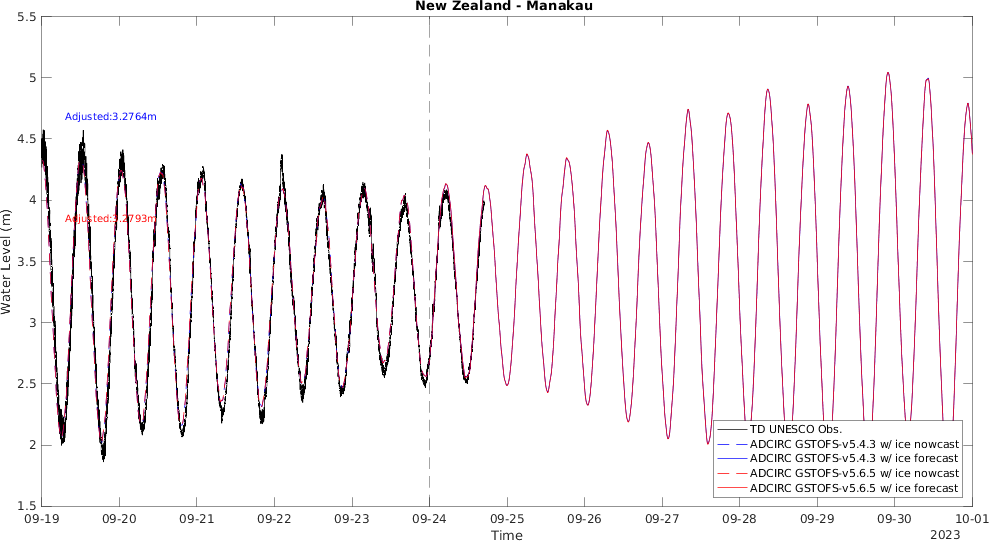 New Zealand - Manakau
5.5
5
4.5
4
3.5
3
2.5
2
1.5
Water Level (m)
Adjusted:3.2764m
Adjusted:3.2793m
TD UNESCO Obs.
ADCIRC GSTOFS-v5.4.3 w/ ice nowcast
ADCIRC GSTOFS-v5.4.3 w/ ice forecast
ADCIRC GSTOFS-v5.6.5 w/ ice nowcast
ADCIRC GSTOFS-v5.6.5 w/ ice forecast
09-19 09-20 09-21 09-22 09-23 09-24 09-25 09-26 09-27 09-28 09-29 09-30 10-01
Time
2023